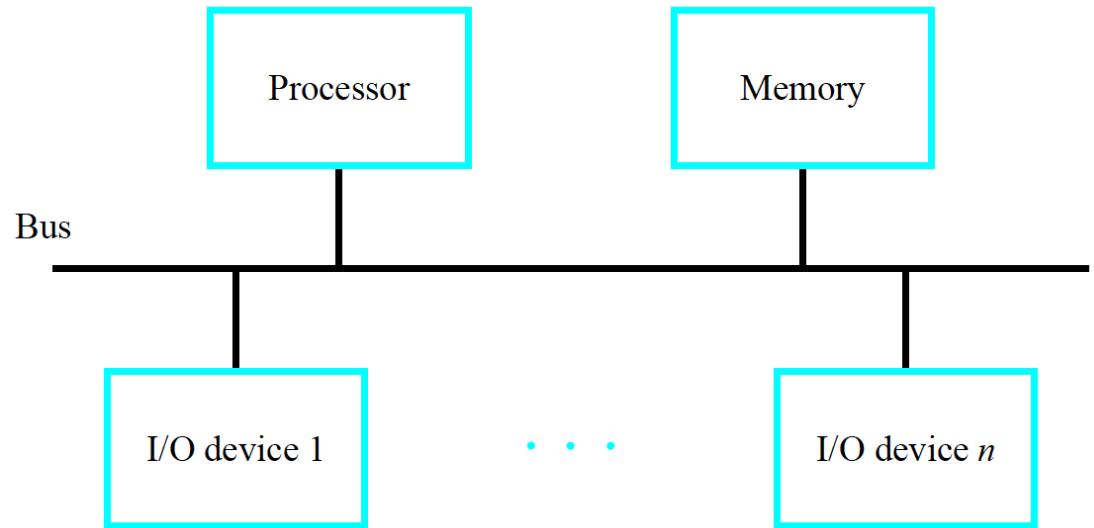 Processor
Memory
Bus
I/O device 1
. . .
I/O device n